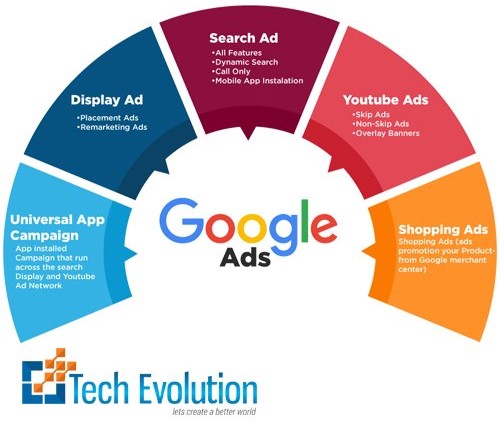 Search Ad
•All Features
•Dynamic Search
•Call Only
•Mobile App Instalation
Display Ad
•Placement Ads
•Remarketing Ads
Youtube Ads
•Skip Ads
•Non-Skip Ads
•Overlay Banners
Universal App
Campaign
App installed
Campaign that run
across the search
Display and Youtube
Ad Network
Shopping Ads
Shopping Ads (ads
promotion your Product-
from Google merchant
center)
Google
Ads
Tech Evolution
lets create a better world